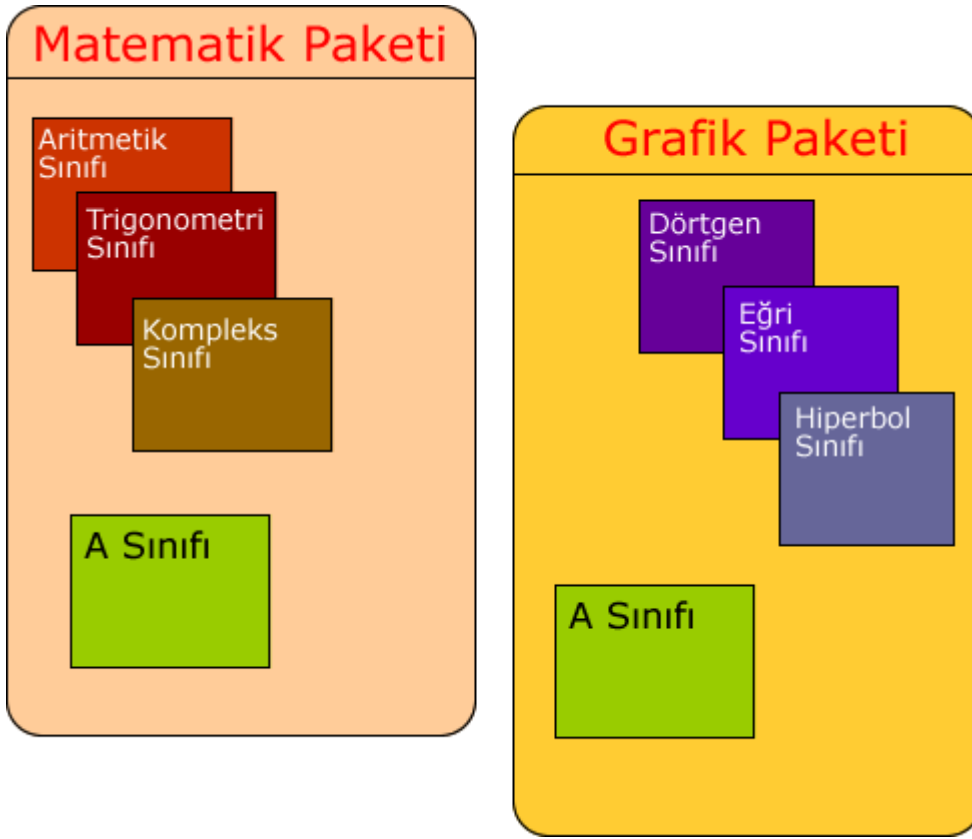 Matematik Paketi
Aritmetik
Sınıfı
Trigonometri
Sınıfı
Kompleks
Sınıfı
A Sınıfı
Grafik Paketi
Dörtgen
Sınıfı
Eğri
Sınıfı
Hiperbol
Sınıfı
A Sınıfı